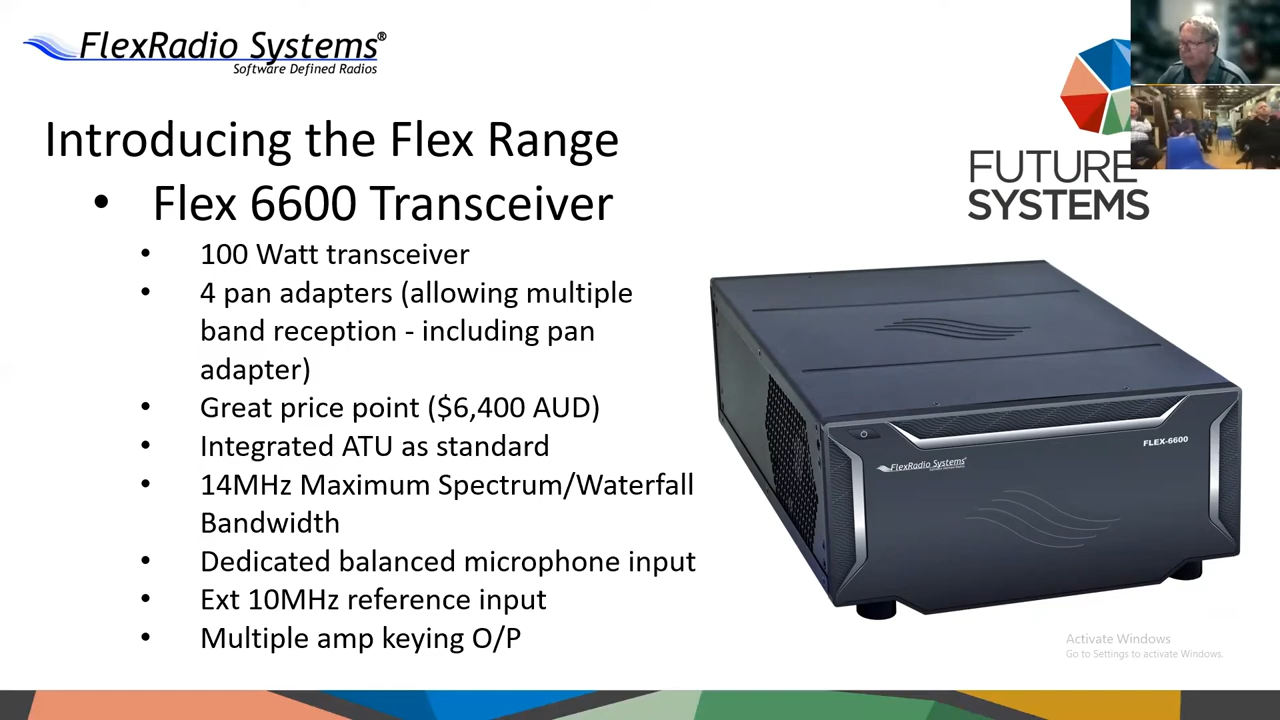 FlexRadio Systems®
Software Defined Radios
Introducing the Flex Range
• Flex 6600 Transceiver
• 100 Watt transceiver
• 4 pan adapters (allowing multiple
band reception - including pan
adapter)
• Great price point ($6,400 AUD)
• Integrated ATU as standard
• 14MHz Maximum Spectrum/Waterfall
Bandwidth
• Dedicated balanced microphone input
• Ext 10MHz reference input
• Multiple amp keying O/P
FUTURE
SYSTEMS
FLEX-6600
FlexRadio Systems
Activate Windows
Go to Settings to activate Windows.